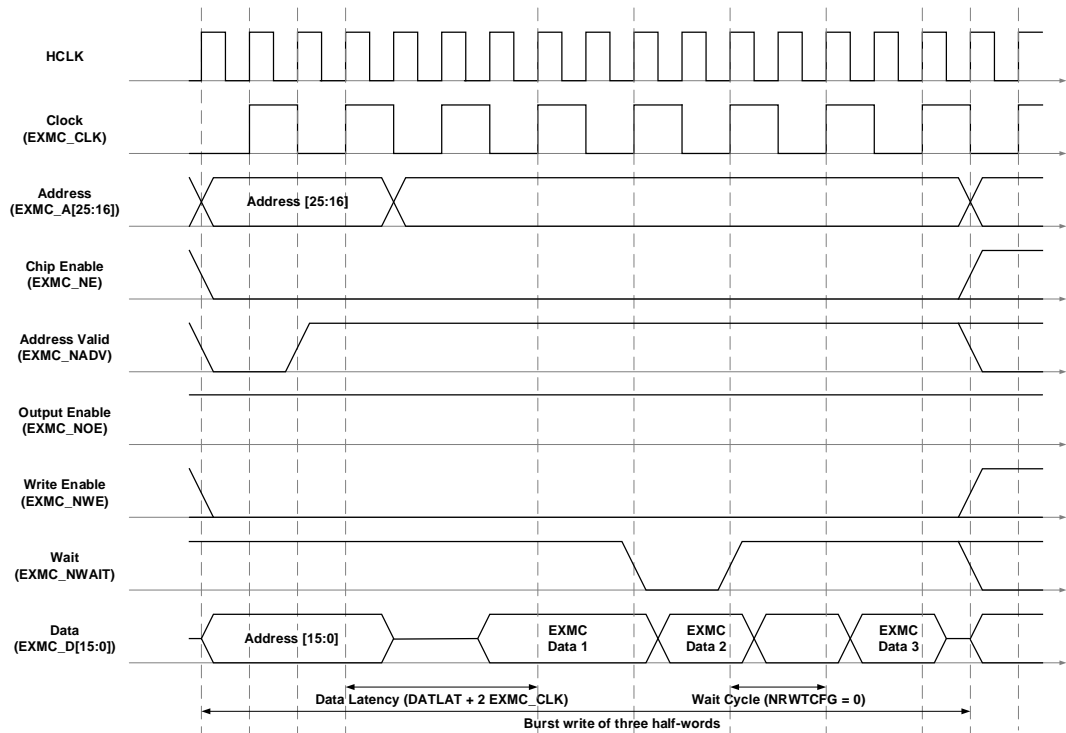 HCLK
Clock
(EXMC_CLK)
Address
(EXMC_A[25:16])
Address [25:16]
Chip Enable
(EXMC_NE)
Address Valid
(EXMC_NADV)
Output Enable
(EXMC_NOE)
Write Enable
(EXMC_NWE)
Wait
(EXMC_NWAIT)
Data
(EXMC_D[15:0])
Address [15:0]
EXMC
Data 1
EXMC
Data 2
EXMC
Data 3
Data Latency (DATLAT + 2 EXMC_CLK)
Wait Cycle (NRWTCFG = 0)
Burst write of three half-words